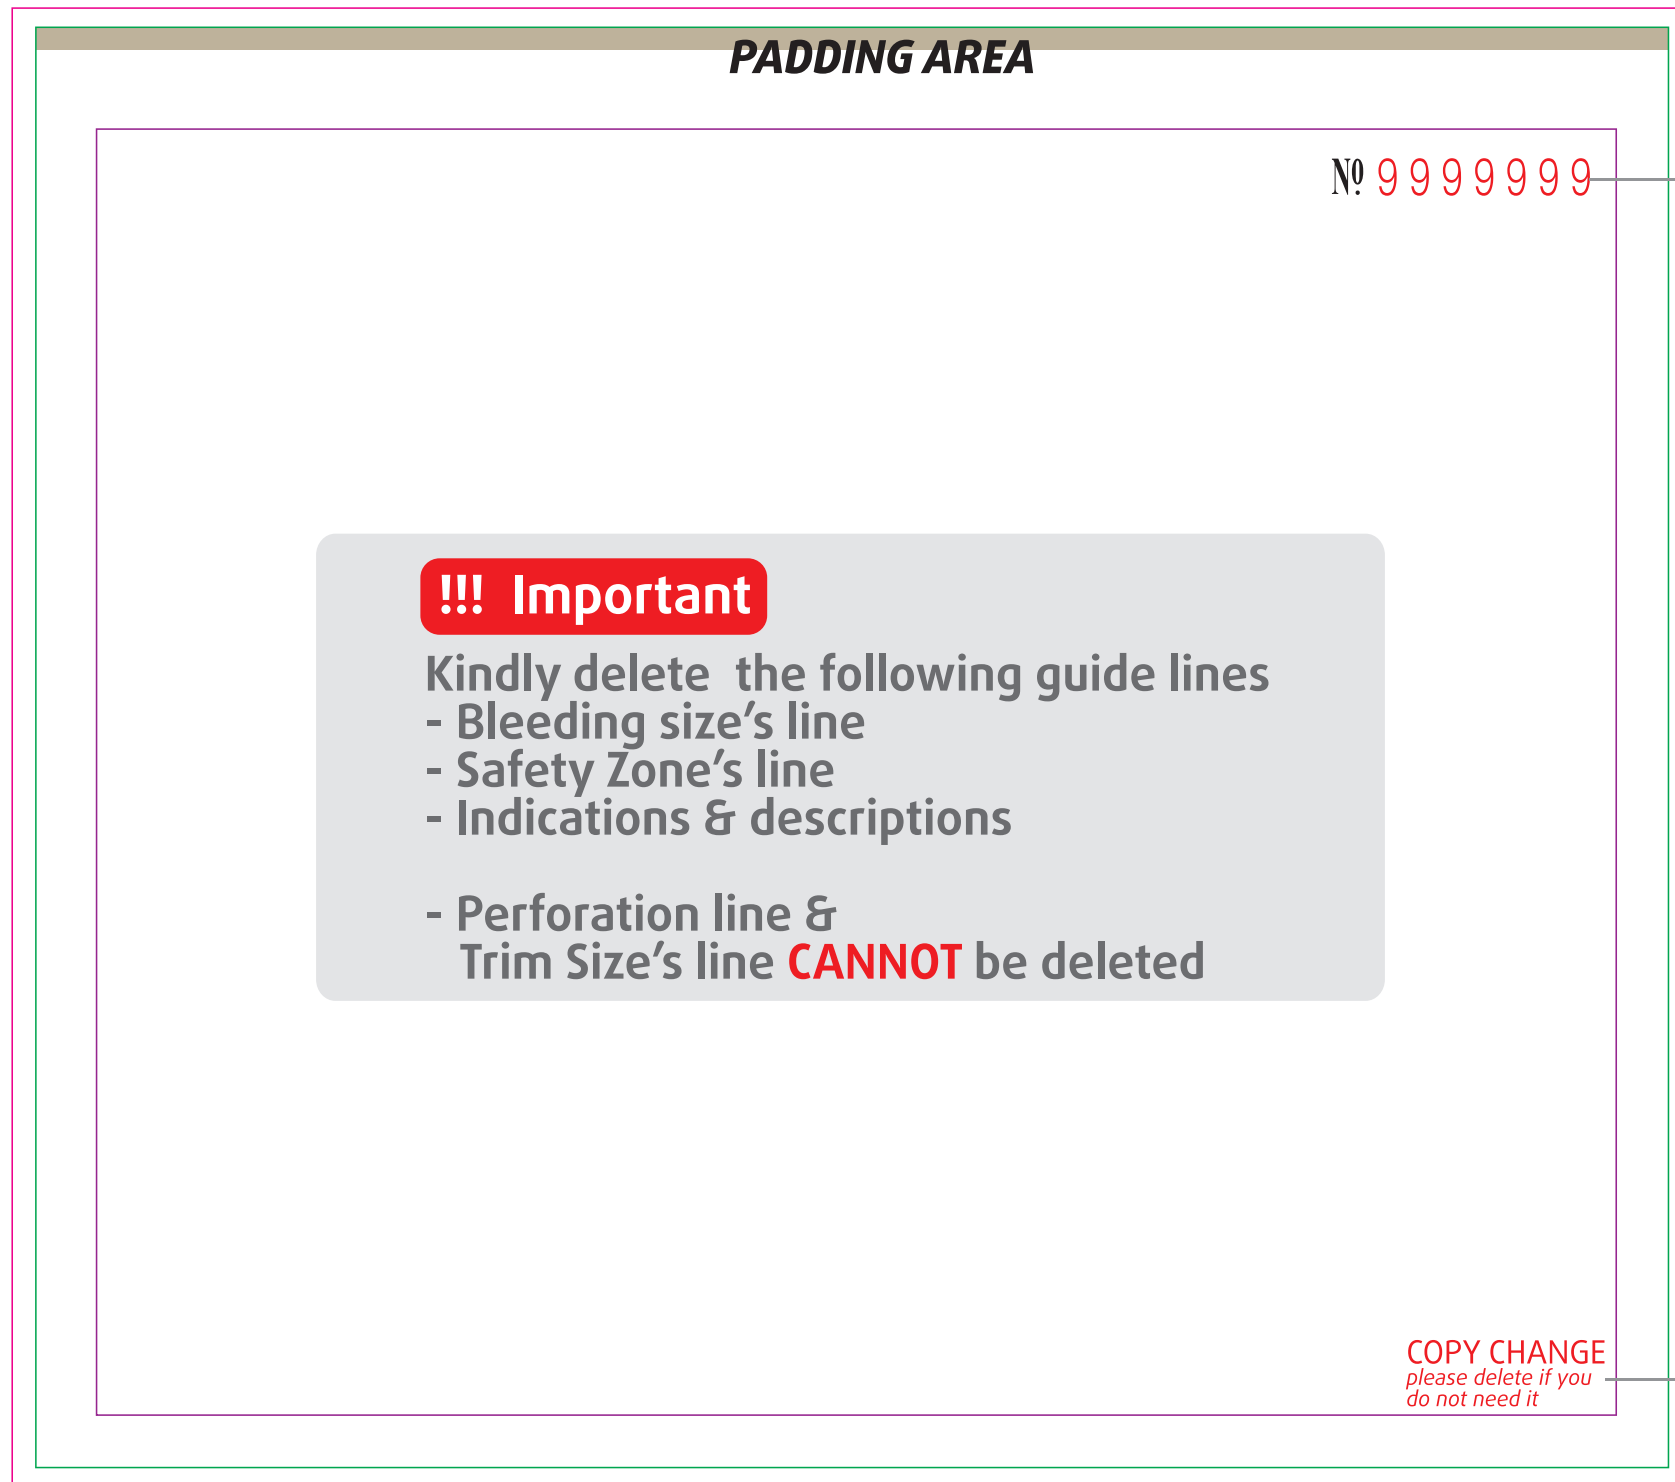 PADDING AREA
Nº 9999999
!!! Important
Kindly delete  the following guide lines
- Bleeding size’s line
- Safety Zone’s line
- Indications & descriptions
- Perforation line &
Trim Size’s line CANNOT be deleted
COPY CHANGE
please delete if you
do not need it